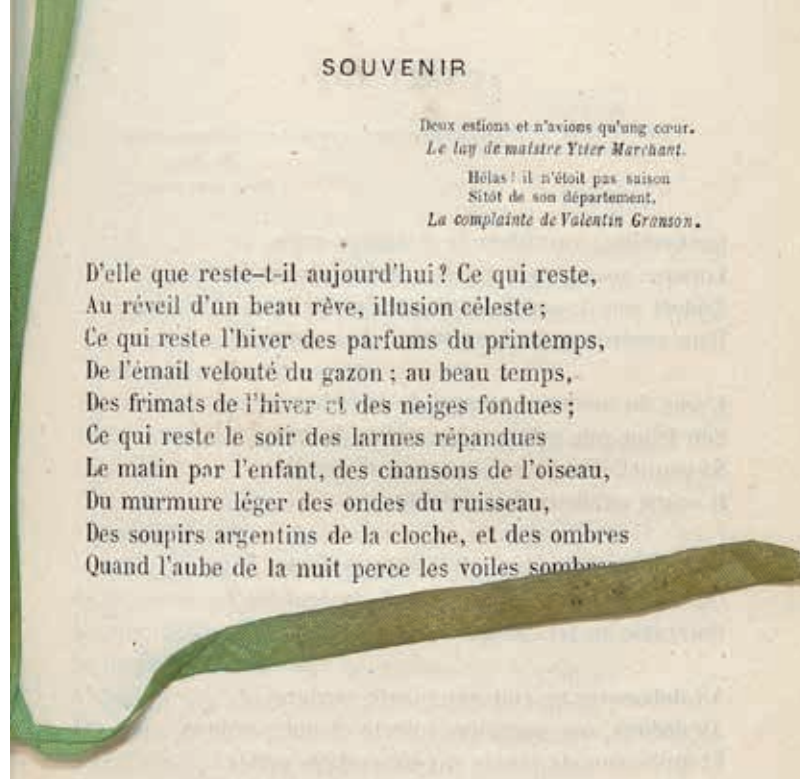 SOUVENIR
Deux estions et n'avions qu'ung cœur.
Le lay de maistre Ytier Marchant.
Hélas! il n'étoit pas saison
Sitôt de son département.
La complainte de Valentin Granson.
D'elle que reste-t-il aujourd'hui? Ce qui reste,
Au réveil d'un beau rêve, illusion céleste;
Ce qui reste l'hiver des parfums du printemps,
De l'émail velouté du gazon; au beau temps,
Des frimats de l'hiver et des neiges fondues;
Ce qui reste le soir des larmes répandues
Le matin par l'enfant, des chansons de l'oiseau,
Du murmure léger des ondes du ruisseau,
Des soupirs argentins de la cloche, et des ombres
Quand l'aube de la nuit perce les voiles